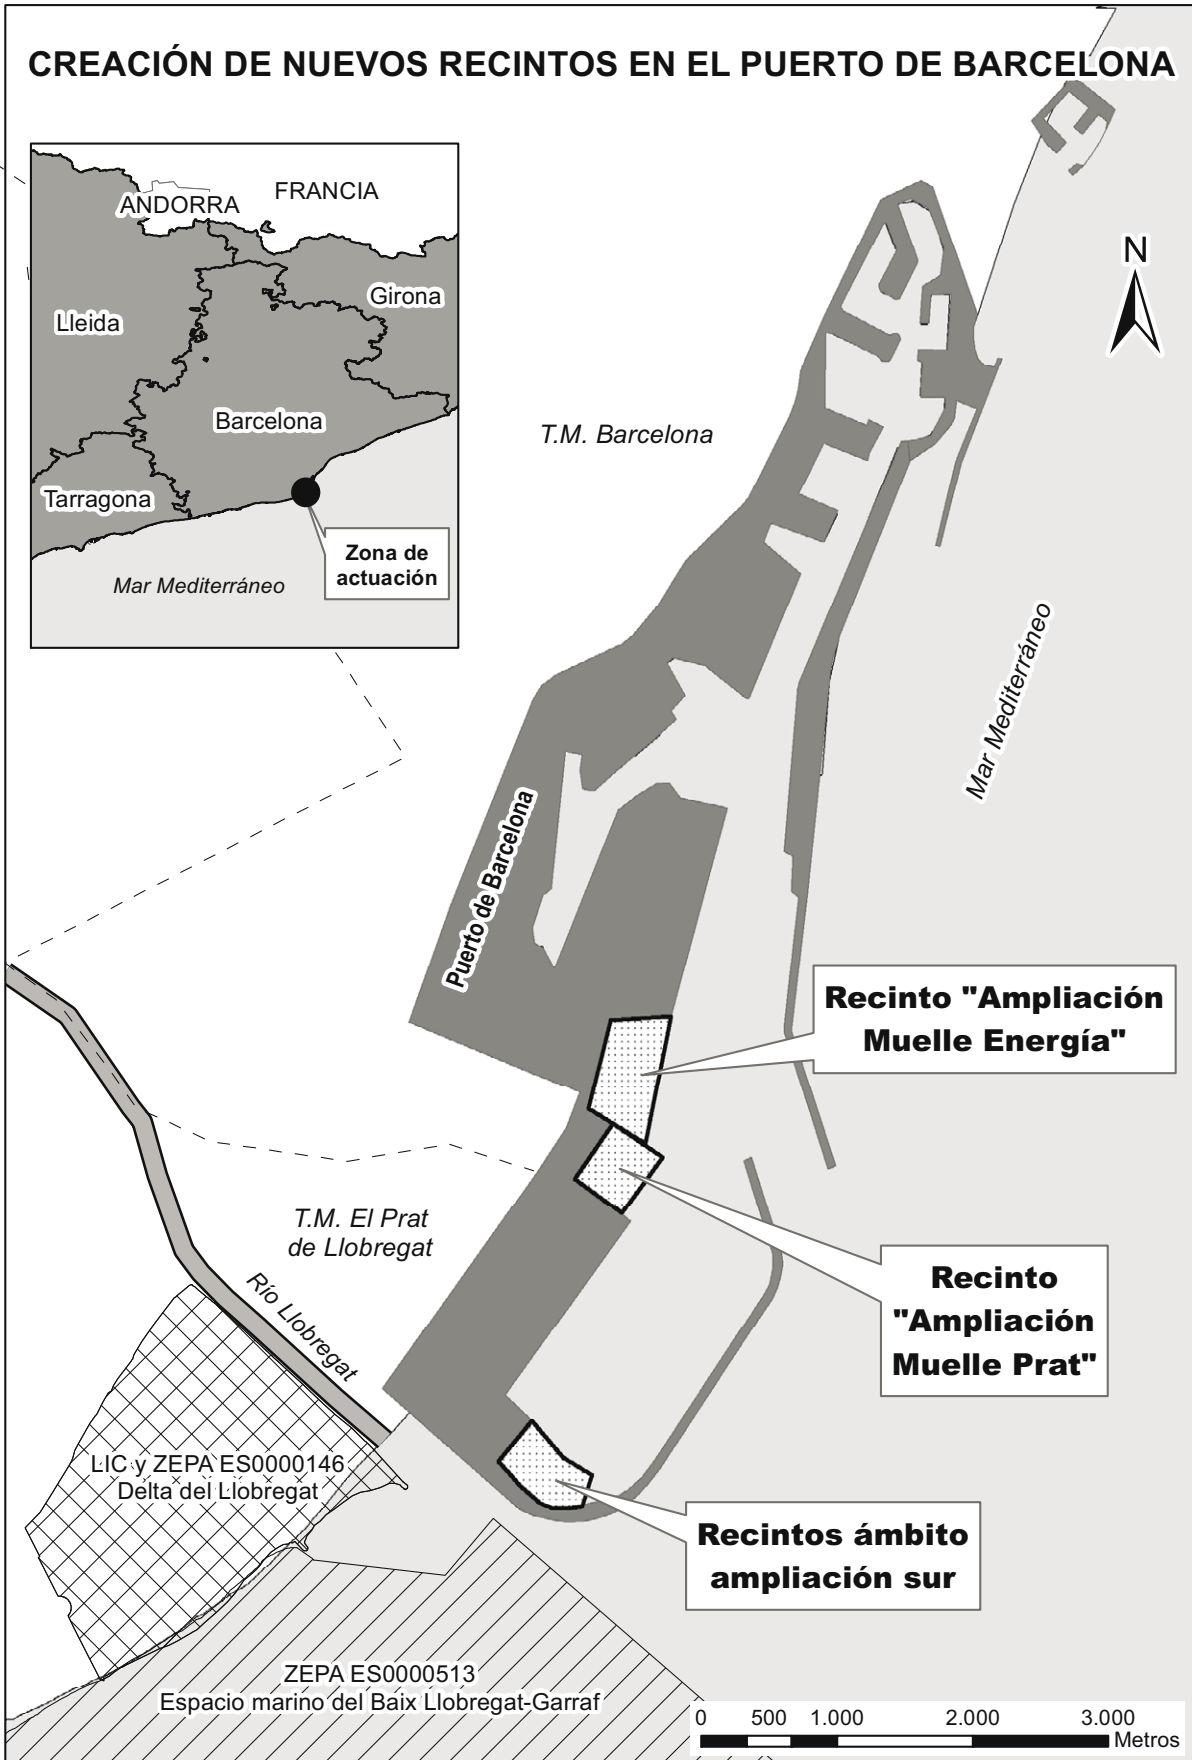 CREACIÓN DE NUEVOS RECINTOS EN EL PUERTO DE BARCELONA
ANDORRA
FRANCIA
Lleida
Girona
Barcelona
Tarragona
Zona de
actuación
Mar Mediterráneo
N
T.M. Barcelona
Mar Mediterráneo
Puerto de Barcelona
Recinto "Ampliación
Muelle Energía"
T.M. El Prat
de Llobregat
Río Llobregat
Recinto
"Ampliación
Muelle Prat"
LIC y ZEPA ES0000146
Delta del Llobregat
Recintos ámbito
ampliación sur
ZEPA ES0000513
Espacio marino del Baix Llobregat-Garraf
0 500 1.000 2.000 3.000
Metros